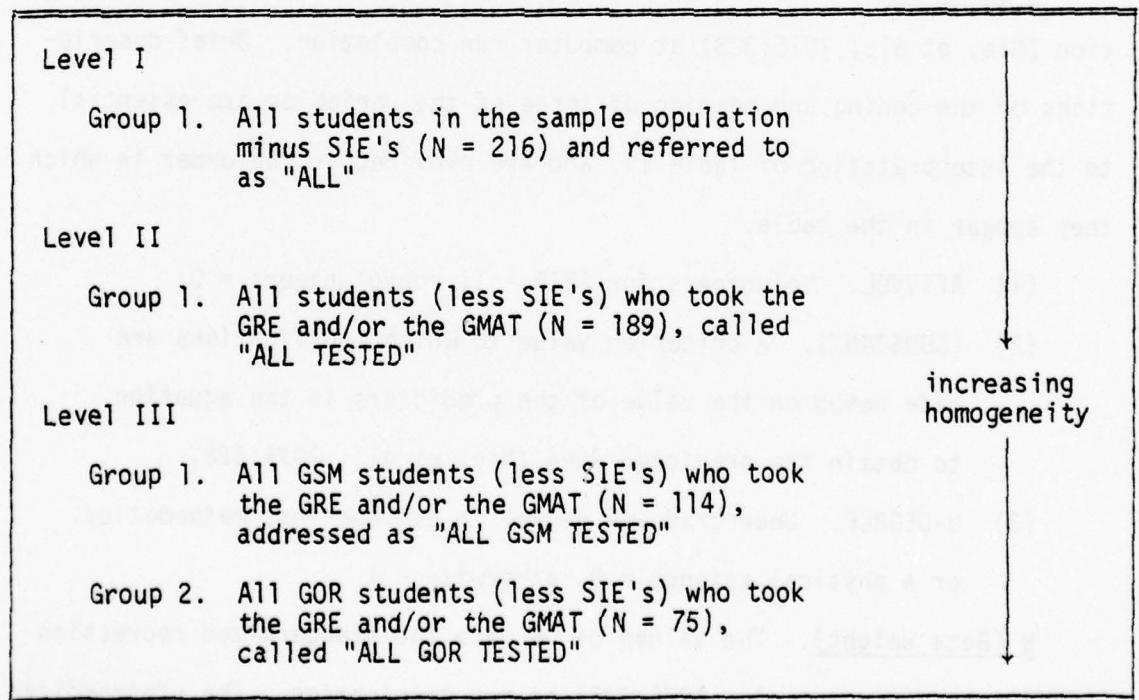 Level I
Group 1. All students in the sample population
minus SIE's (N = 216) and referred to
as "ALL"
Level II
Group 1. All students (less SIE's) who took the
GRE and/or the GMAT (N = 189), called
"ALL TESTED"
increasing
homogeneity
Level III
Group 1. All GSM students (less SIE's) who took
the GRE and/or the GMAT (N = 114),
addressed as "ALL GSM TESTED"
Group 2. All GOR students (less SIE's) who took
the GRE and/or the GMAT (N = 75),
called "ALL GOR TESTED"